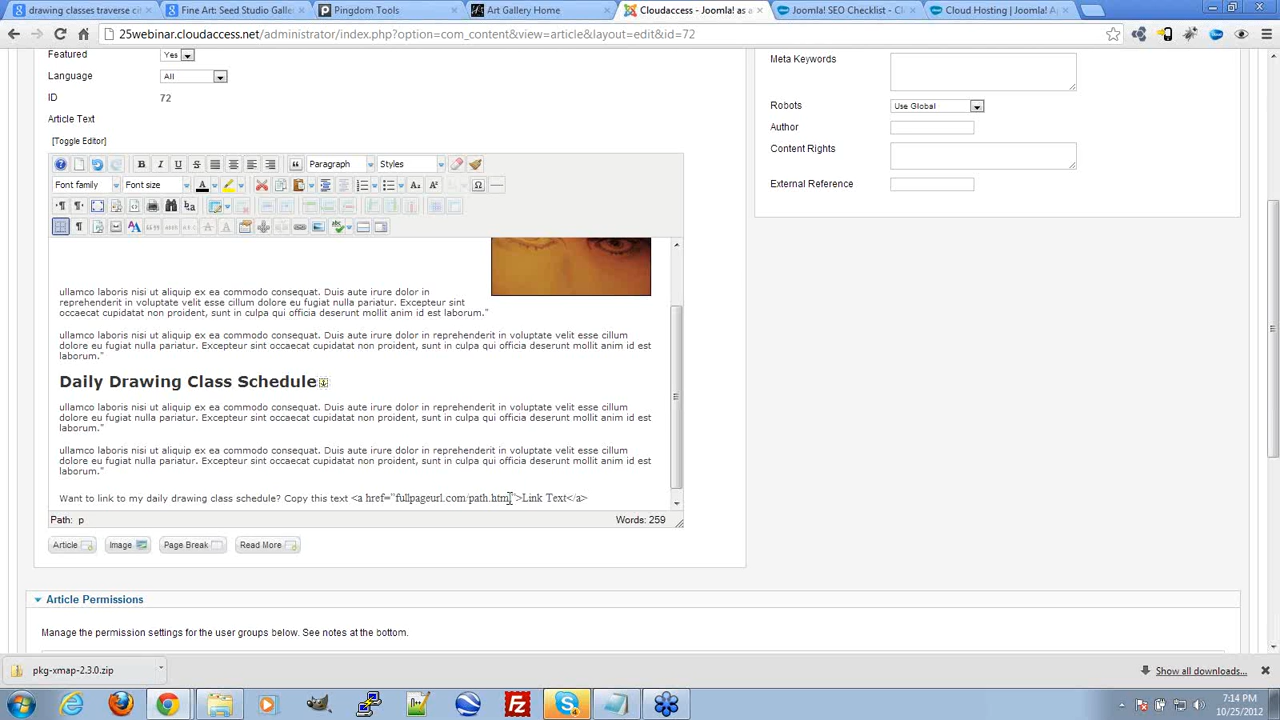 drawing classes traverse ci
Fine Art: Seed Studio Galle
Pingdom Tools
Art Gallery Home
Cloudaccess - Joomla! as a
Joomla! SEO Checklist - Cl
Cloud Hosting | Joomla! A
25webinar.cloudaccess.net/administrator/index.php?option=com_content&view=article&layout=edit&id=72
Featured Yes
Language All
ID 72
Article Text
[Toggle Editor]
Paragraph Styles
Font family Font size
ullamco laboris nisi ut aliquip ex ea commodo consequat. Duis aute irure dolor in
reprehenderit in voluptate velit esse cillum dolore eu fugiat nulla pariatur. Excepteur sint
occaecat cupidatat non proident, sunt in culpa qui officia deserunt mollit anim id est laborum."
ullamco laboris nisi ut aliquip ex ea commodo consequat. Duis aute irure dolor in reprehenderit in voluptate velit esse cillum
dolore eu fugiat nulla pariatur. Excepteur sint occaecat cupidatat non proident, sunt in culpa qui officia deserunt mollit anim id est
laborum."
Daily Drawing Class Schedule
ullamco laboris nisi ut aliquip ex ea commodo consequat. Duis aute irure dolor in reprehenderit in voluptate velit esse cillum
dolore eu fugiat nulla pariatur. Excepteur sint occaecat cupidatat non proident, sunt in culpa qui officia deserunt mollit anim id est
laborum."
ullamco laboris nisi ut aliquip ex ea commodo consequat. Duis aute irure dolor in reprehenderit in voluptate velit esse cillum
dolore eu fugiat nulla pariatur. Excepteur sint occaecat cupidatat non proident, sunt in culpa qui officia deserunt mollit anim id est
laborum."
Want to link to my daily drawing class schedule? Copy this text <a href="fullpageurl.com/path.html">Link Text</a>
Path: p Words: 259
Article Image Page Break Read More
Meta Keywords
Robots Use Global
Author
Content Rights
External Reference
Article Permissions
Manage the permission settings for the user groups below. See notes at the bottom.
pkg-xmap-2.3.0.zip
Show all downloads...
7:14 PM
10/25/2012